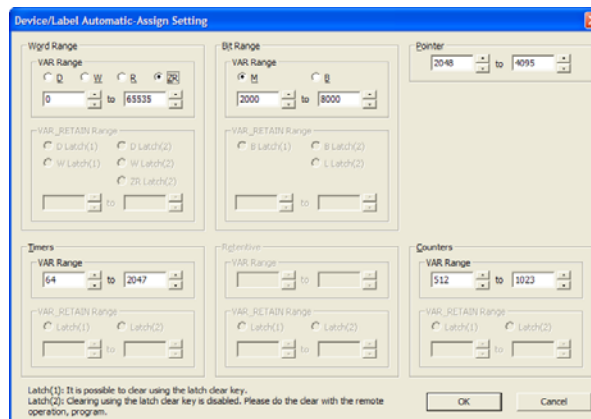 Device/Label Automatic-Assign Setting
Word Range
VAR Range
D W R ZR
0 to 65535
VAR_RETAIN Range
D Latch(1) D Latch(2)
W Latch(1) W Latch(2)
ZR Latch(2)
to
Bit Range
VAR Range
M B
2000 to 8000
VAR_RETAIN Range
B Latch(1) B Latch(2)
L Latch(2)
to
Pointer
2048 to 4095
Timers
VAR Range
64 to 2047
VAR_RETAIN Range
Latch(1) Latch(2)
to
Retentive
VAR Range
to
VAR_RETAIN Range
Latch(1) Latch(2)
to
Counters
VAR Range
512 to 1023
VAR_RETAIN Range
Latch(1) Latch(2)
to
Latch(1): It is possible to clear using the latch clear key.
Latch(2): Clearing using the latch clear key is disabled. Please do the clear with the remote
operation, program.
OK
Cancel